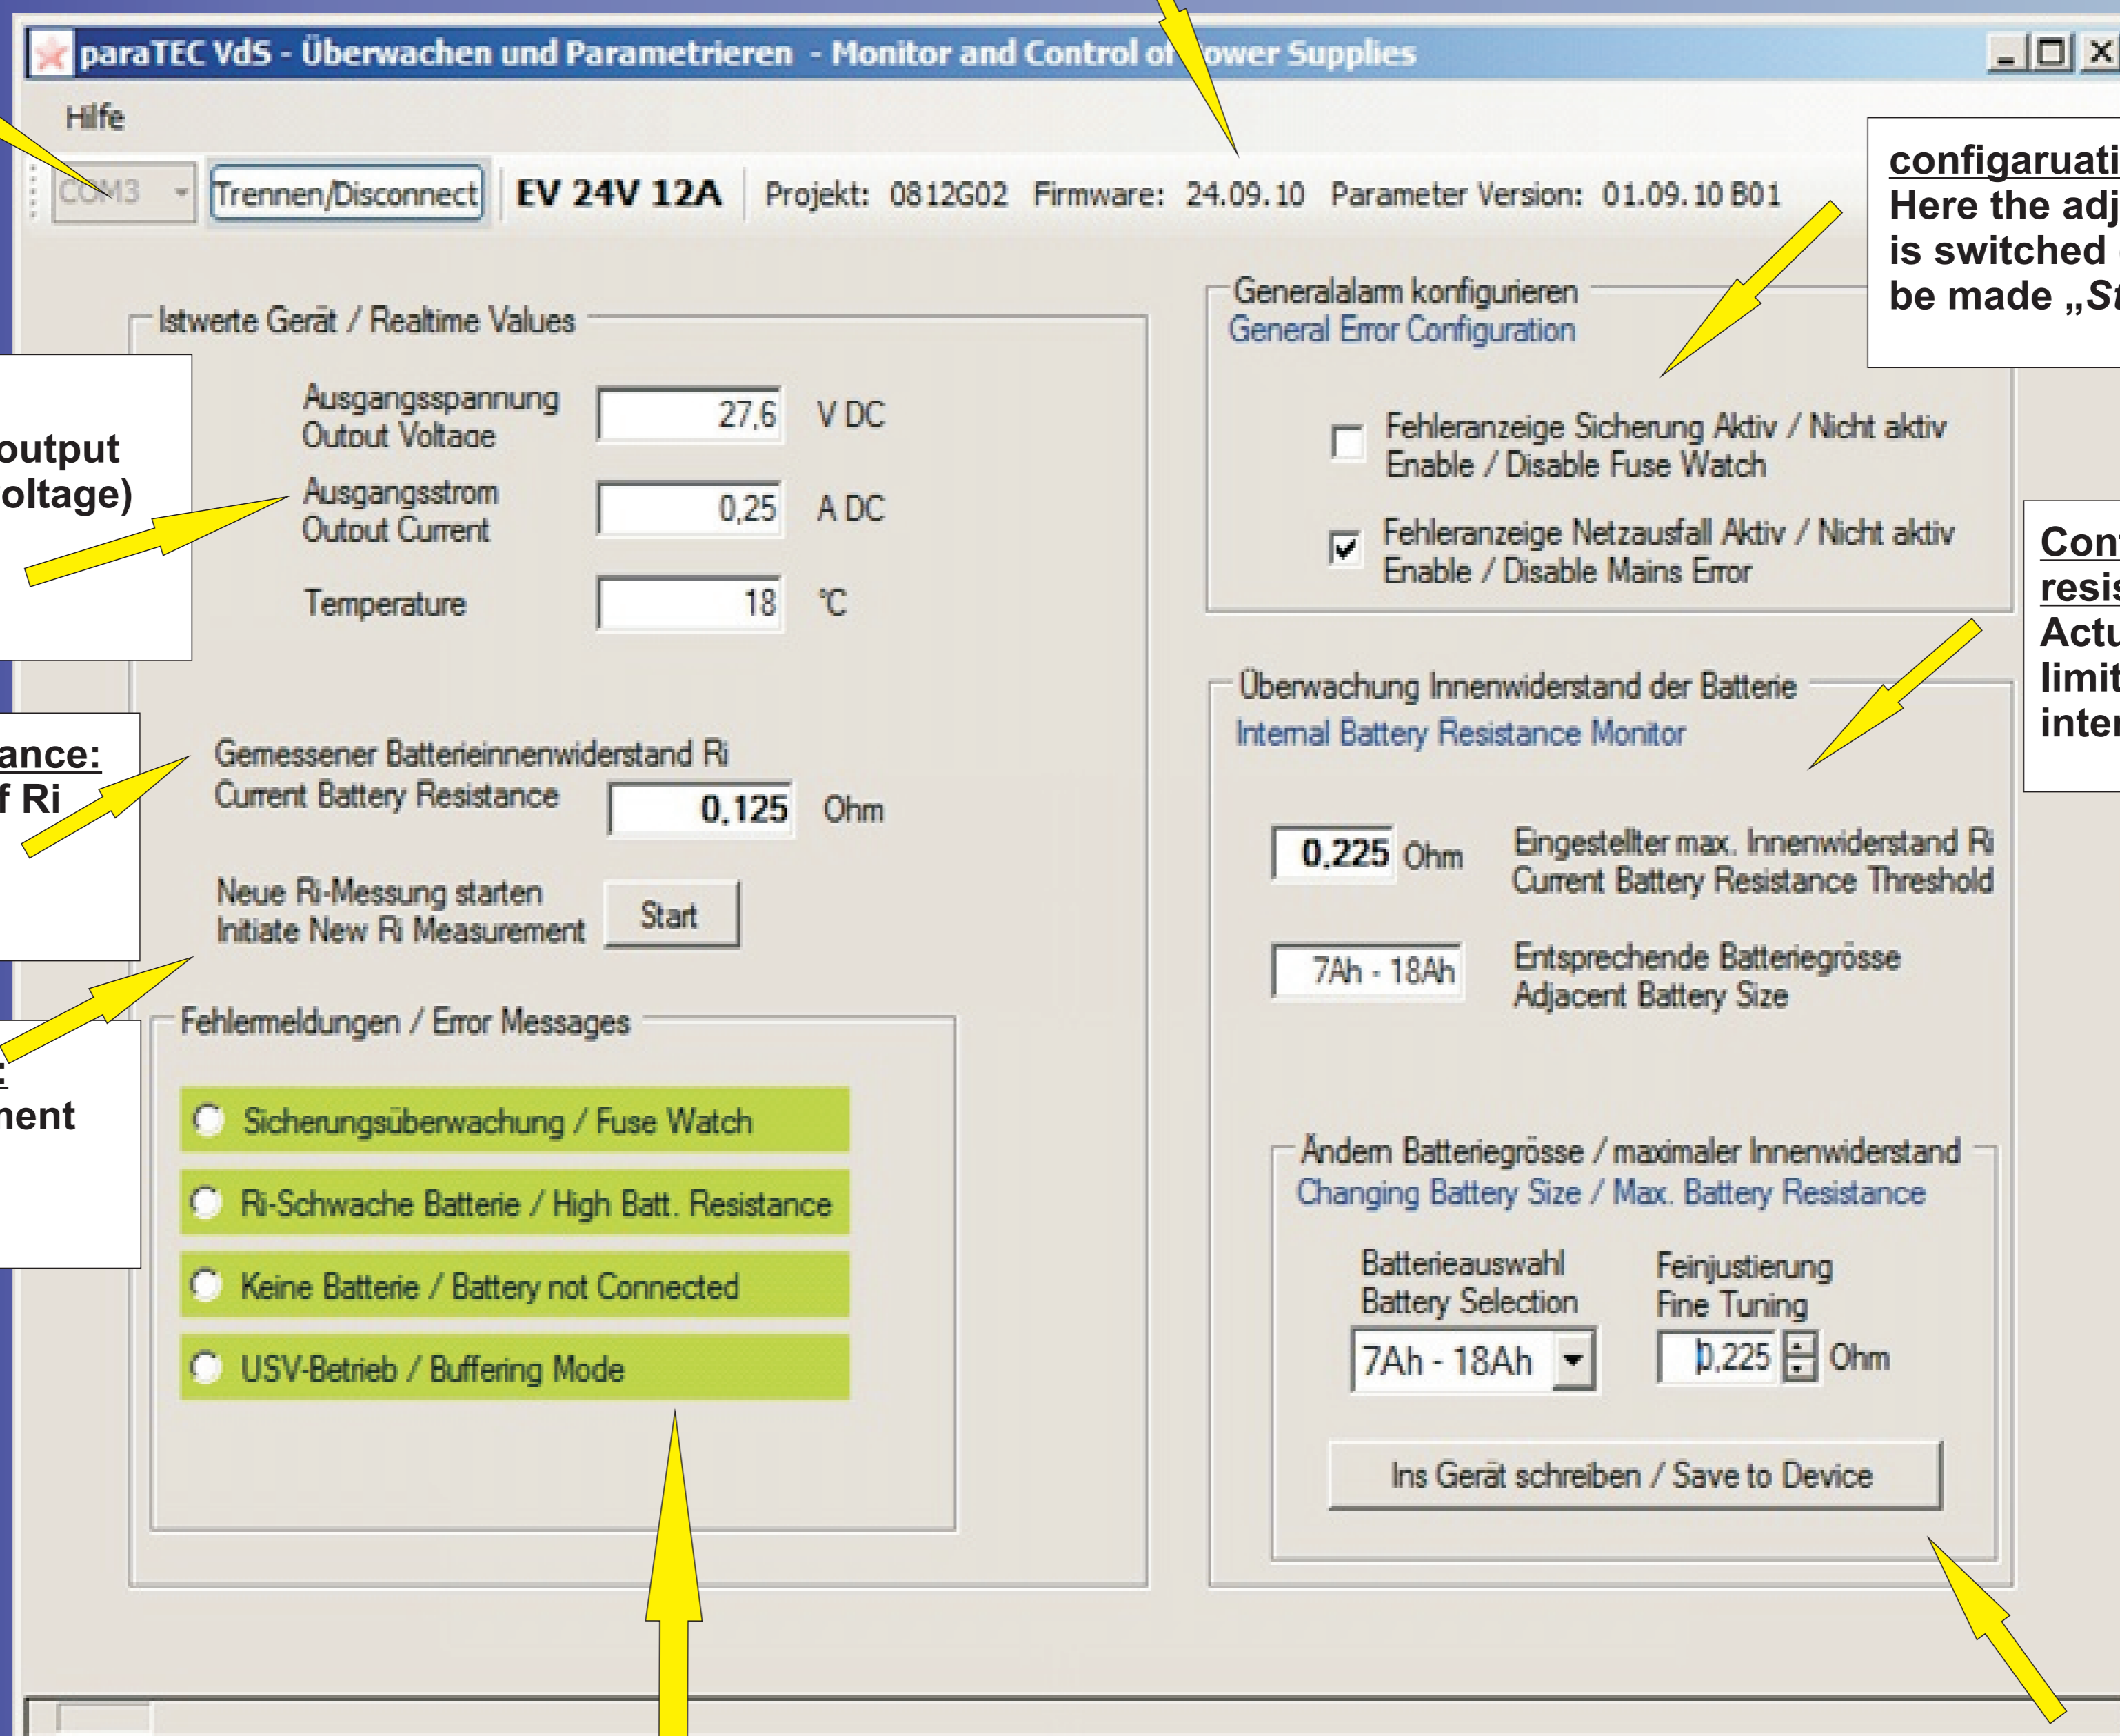 paraTEC VdS - Überwachen und Parametrieren - Monitor and Control of Power Supplies
Hilfe
COM3 Trennen/Disconnect EV 24V 12A Projekt: 0812G02 Firmware: 24.09.10 Parameter Version: 01.09.10 B01
Istwerte Gerät / Realtime Values
Ausgangsspannung
Output Voltage
27,6 V DC
Ausgangsstrom
Output Current
0,25 A DC
Temperature 18 °C
Gemessener Batterieinnenwiderstand Ri
Current Battery Resistance
0,125 Ohm
Neue Ri-Messung starten
Initiate New Ri Measurement
Start
Fehlermeldungen / Error Messages
Sicherungsüberwachung / Fuse Watch
Ri-Schwache Batterie / High Batt. Resistance
Keine Batterie / Battery not Connected
USV-Betrieb / Buffering Mode
output
oltage)
ance:
f Ri
:
ment
Generalalarm konfigurieren
General Error Configuration
Fehleranzeige Sicherung Aktiv / Nicht aktiv
Enable / Disable Fuse Watch
Fehleranzeige Netzausfall Aktiv / Nicht aktiv
Enable / Disable Mains Error
configaruati
Here the adj
is switched
be made „St
Überwachung Innenwiderstand der Batterie
Internal Battery Resistance Monitor
0,225 Ohm
Eingestellter max. Innenwiderstand Ri
Current Battery Resistance Threshold
7Ah - 18Ah
Entsprechende Batteriegrösse
Adjacent Battery Size
Ändern Batteriegrösse / maximaler Innenwiderstand
Changing Battery Size / Max. Battery Resistance
Batterieauswahl
Battery Selection
7Ah - 18Ah
Feinjustierung
Fine Tuning
0,225 Ohm
Ins Gerät schreiben / Save to Device
Con
resis
Actu
limit
inter